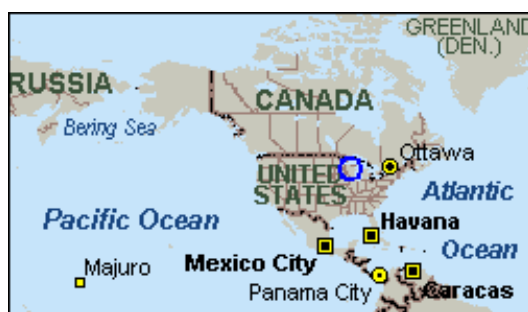 GREENLAND
(DEN.)
RUSSIA
CANADA
Bering Sea
Ottawa
UNITED
STATES
Atlantic
Pacific Ocean
Havana
Ocean
Mexico City
Majuro
Panama City
Caracas